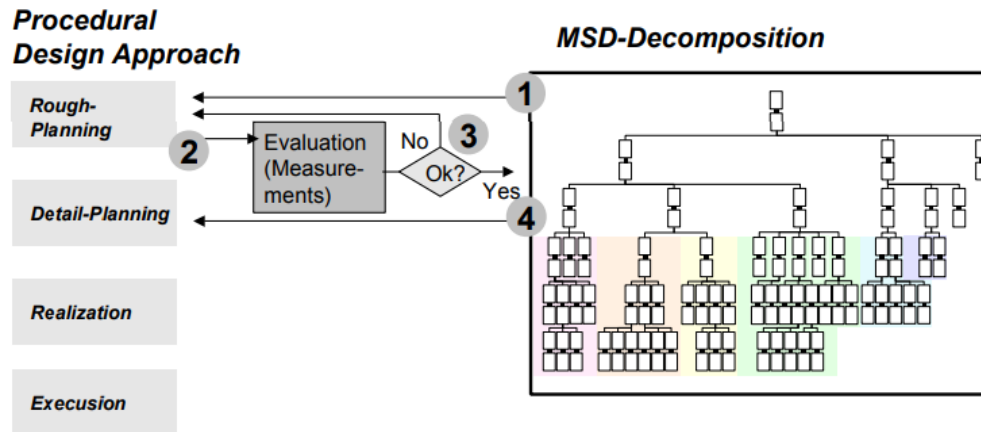 Procedural
Design Approach
MSD-Decomposition
Rough-
Planning
1
2
Evaluation
(Measure-
ments)
No
3
Ok?
Yes
Detail-Planning
4
Realization
Execusion